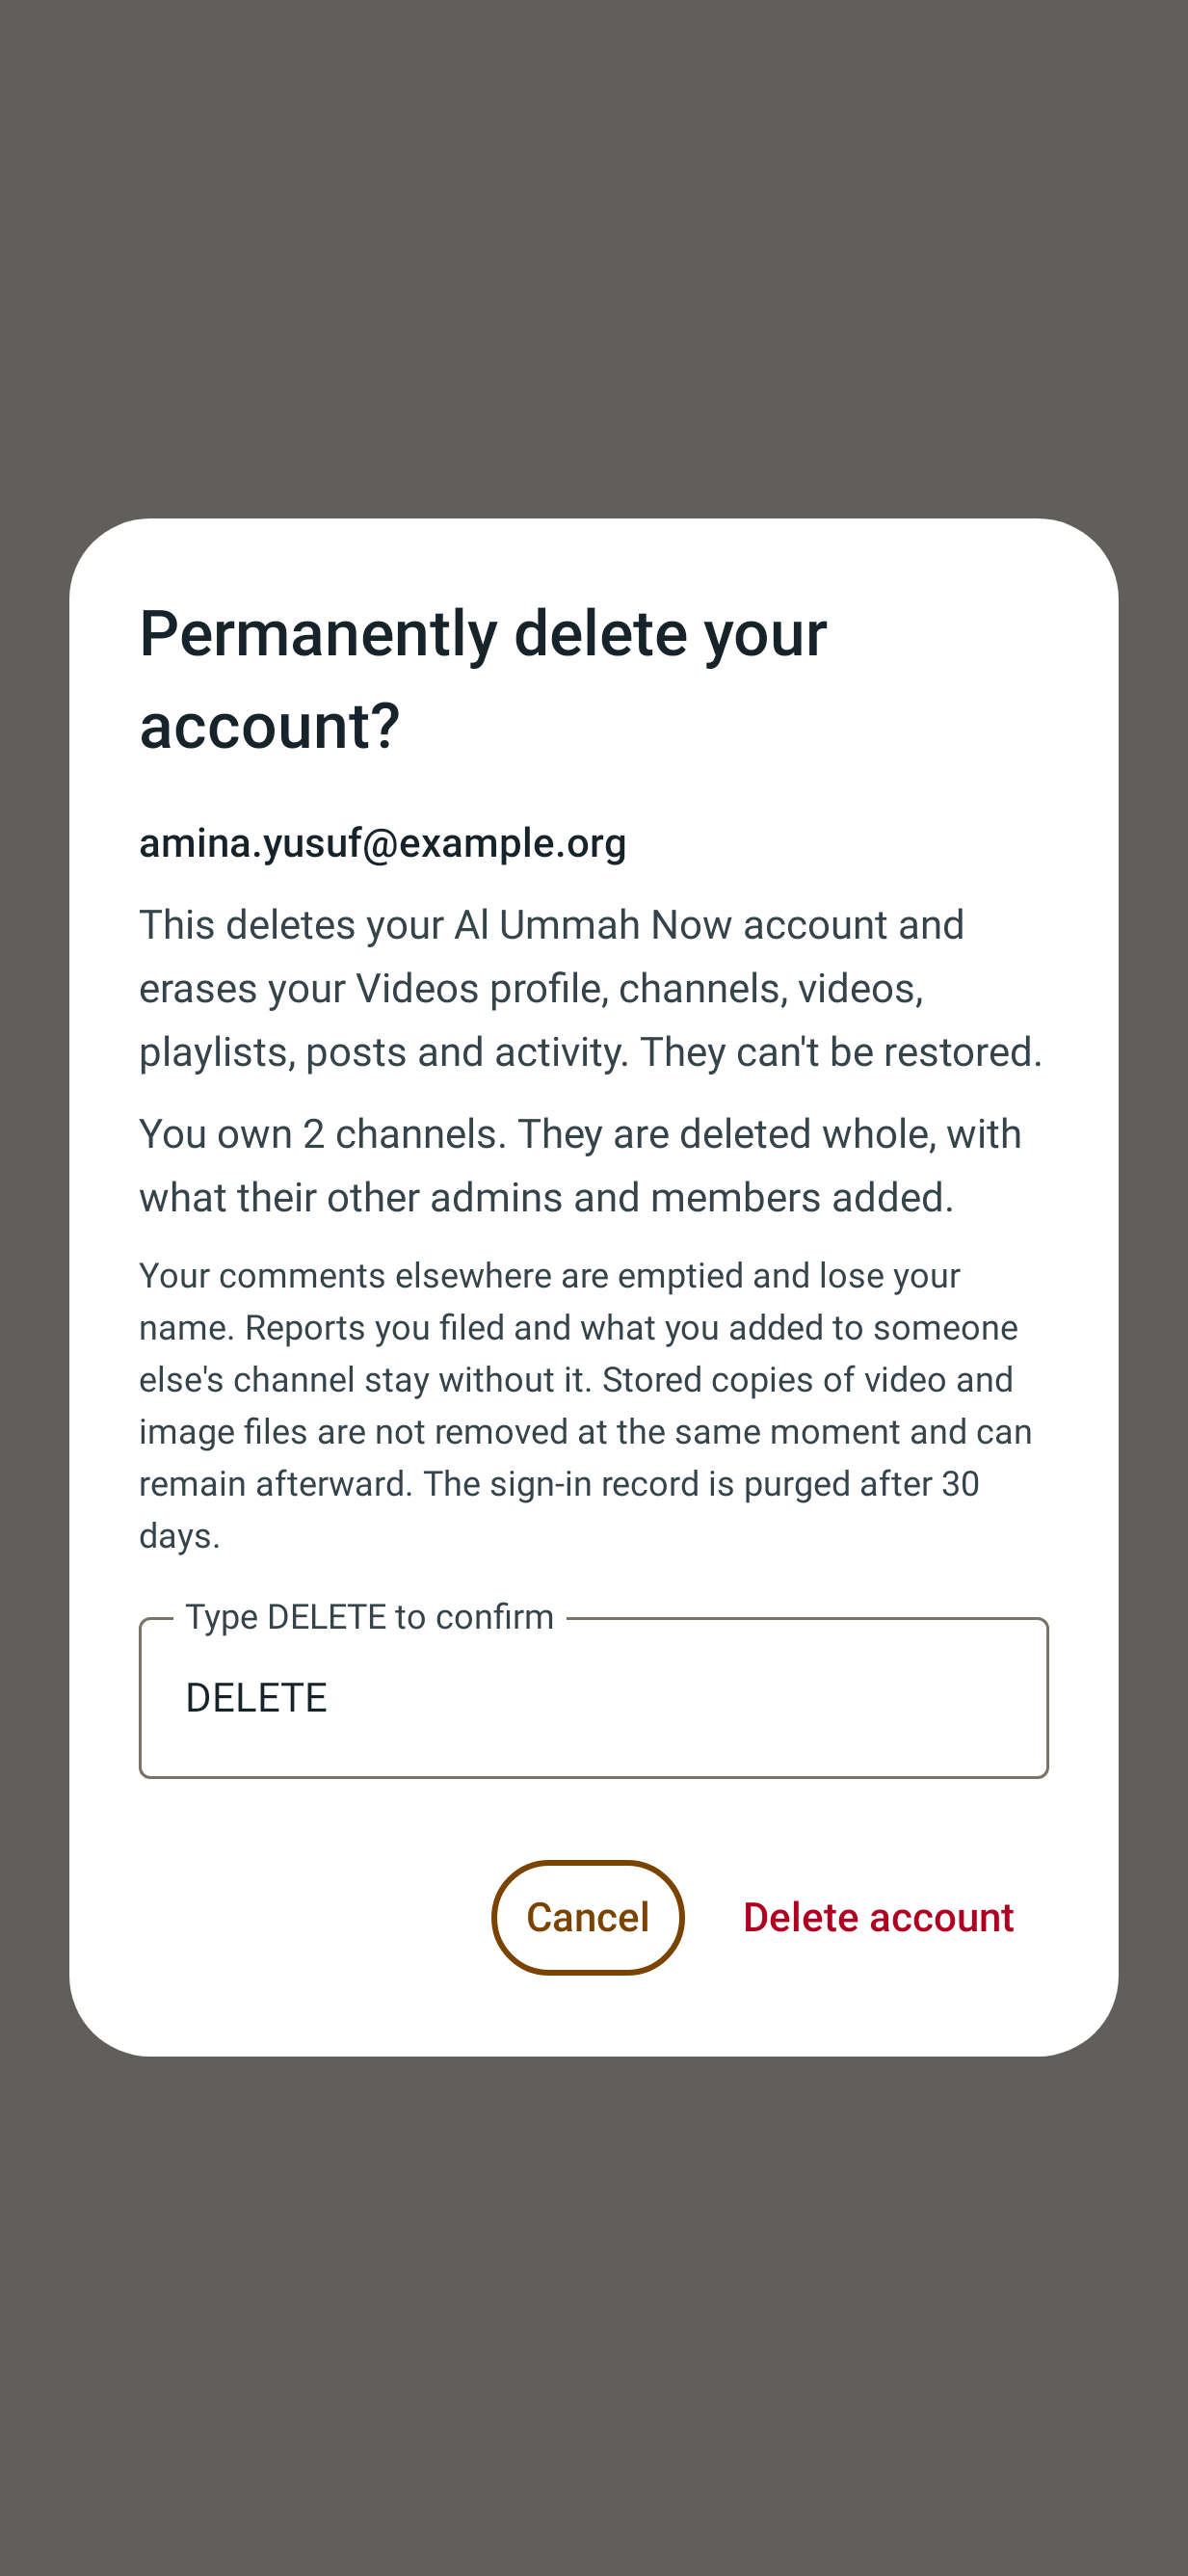 Permanently delete your
account?
amina.yusuf@example.org
This deletes your Al Ummah Now account and
erases your Videos profile, channels, videos,
playlists, posts and activity. They can't be restored.
You own 2 channels. They are deleted whole, with
what their other admins and members added.
Your comments elsewhere are emptied and lose your
name. Reports you filed and what you added to someone
else's channel stay without it. Stored copies of video and
image files are not removed at the same moment and can
remain afterward. The sign-in record is purged after 30
days.
Type DELETE to confirm
DELETE
Cancel Delete account